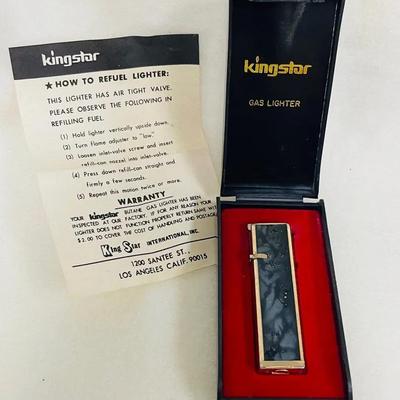 kingstar
★ HOW TO REFUEL LIGHTER:
THIS LIGHTER HAS AIR TIGHT VALVE.
PLEASE OBSERVE THE FOLLOWING IN
REFILLING FUEL.
(1) Hold lighter vertically upside down.
(2) Turn flame adjuster to "low".
(3) Loosen inlet-valve screw and insert
refill-can nozzel into inlet-valve.
(4) Press down refill-can straight and
firmly a few seconds.
(5) Repeat this motion twice or more.
WARRANTY
YOUR kingstar BUTANE GAS LIGHTER HAS BEEN
INSPECTED AT OUR FACTORY. IF FOR ANY REASON YOUR
LIGHTER DOES NOT FUNCTION PROPERLY RETURN SAME WITH
$2.00 TO COVER THE COST OF HANDLING AND POSTAGE.
King Star INTERNATIONAL, INC.
1200 SANTEE ST.,
LOS ANGELES CALIF. 90015
kingstar
GAS LIGHTER